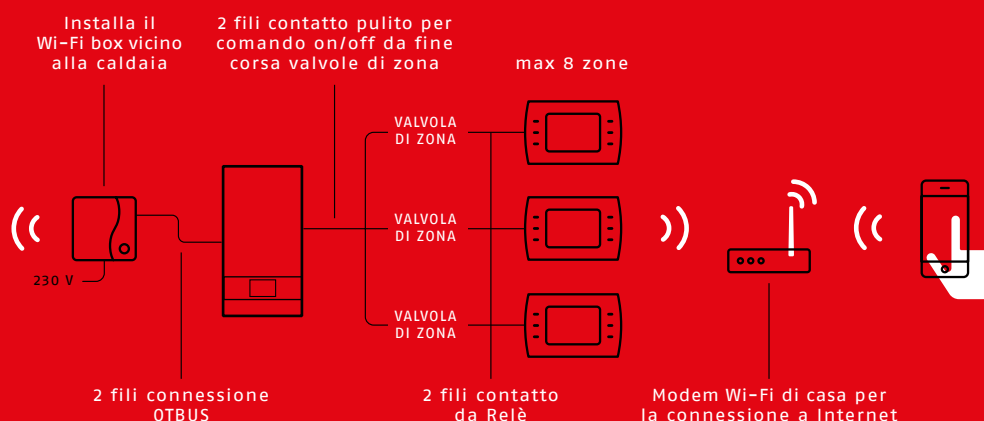 Installa il
Wi-Fi box vicino
alla caldaia
2 fili contatto pulito per
comando on/off da fine
corsa valvole di zona
max 8 zone
VALVOLA
DI ZONA
VALVOLA
DI ZONA
230 V
VALVOLA
DI ZONA
2 fili connessione
OTBUS
2 fili contatto
da Relè
Modem Wi-Fi di casa per
la connessione a Internet